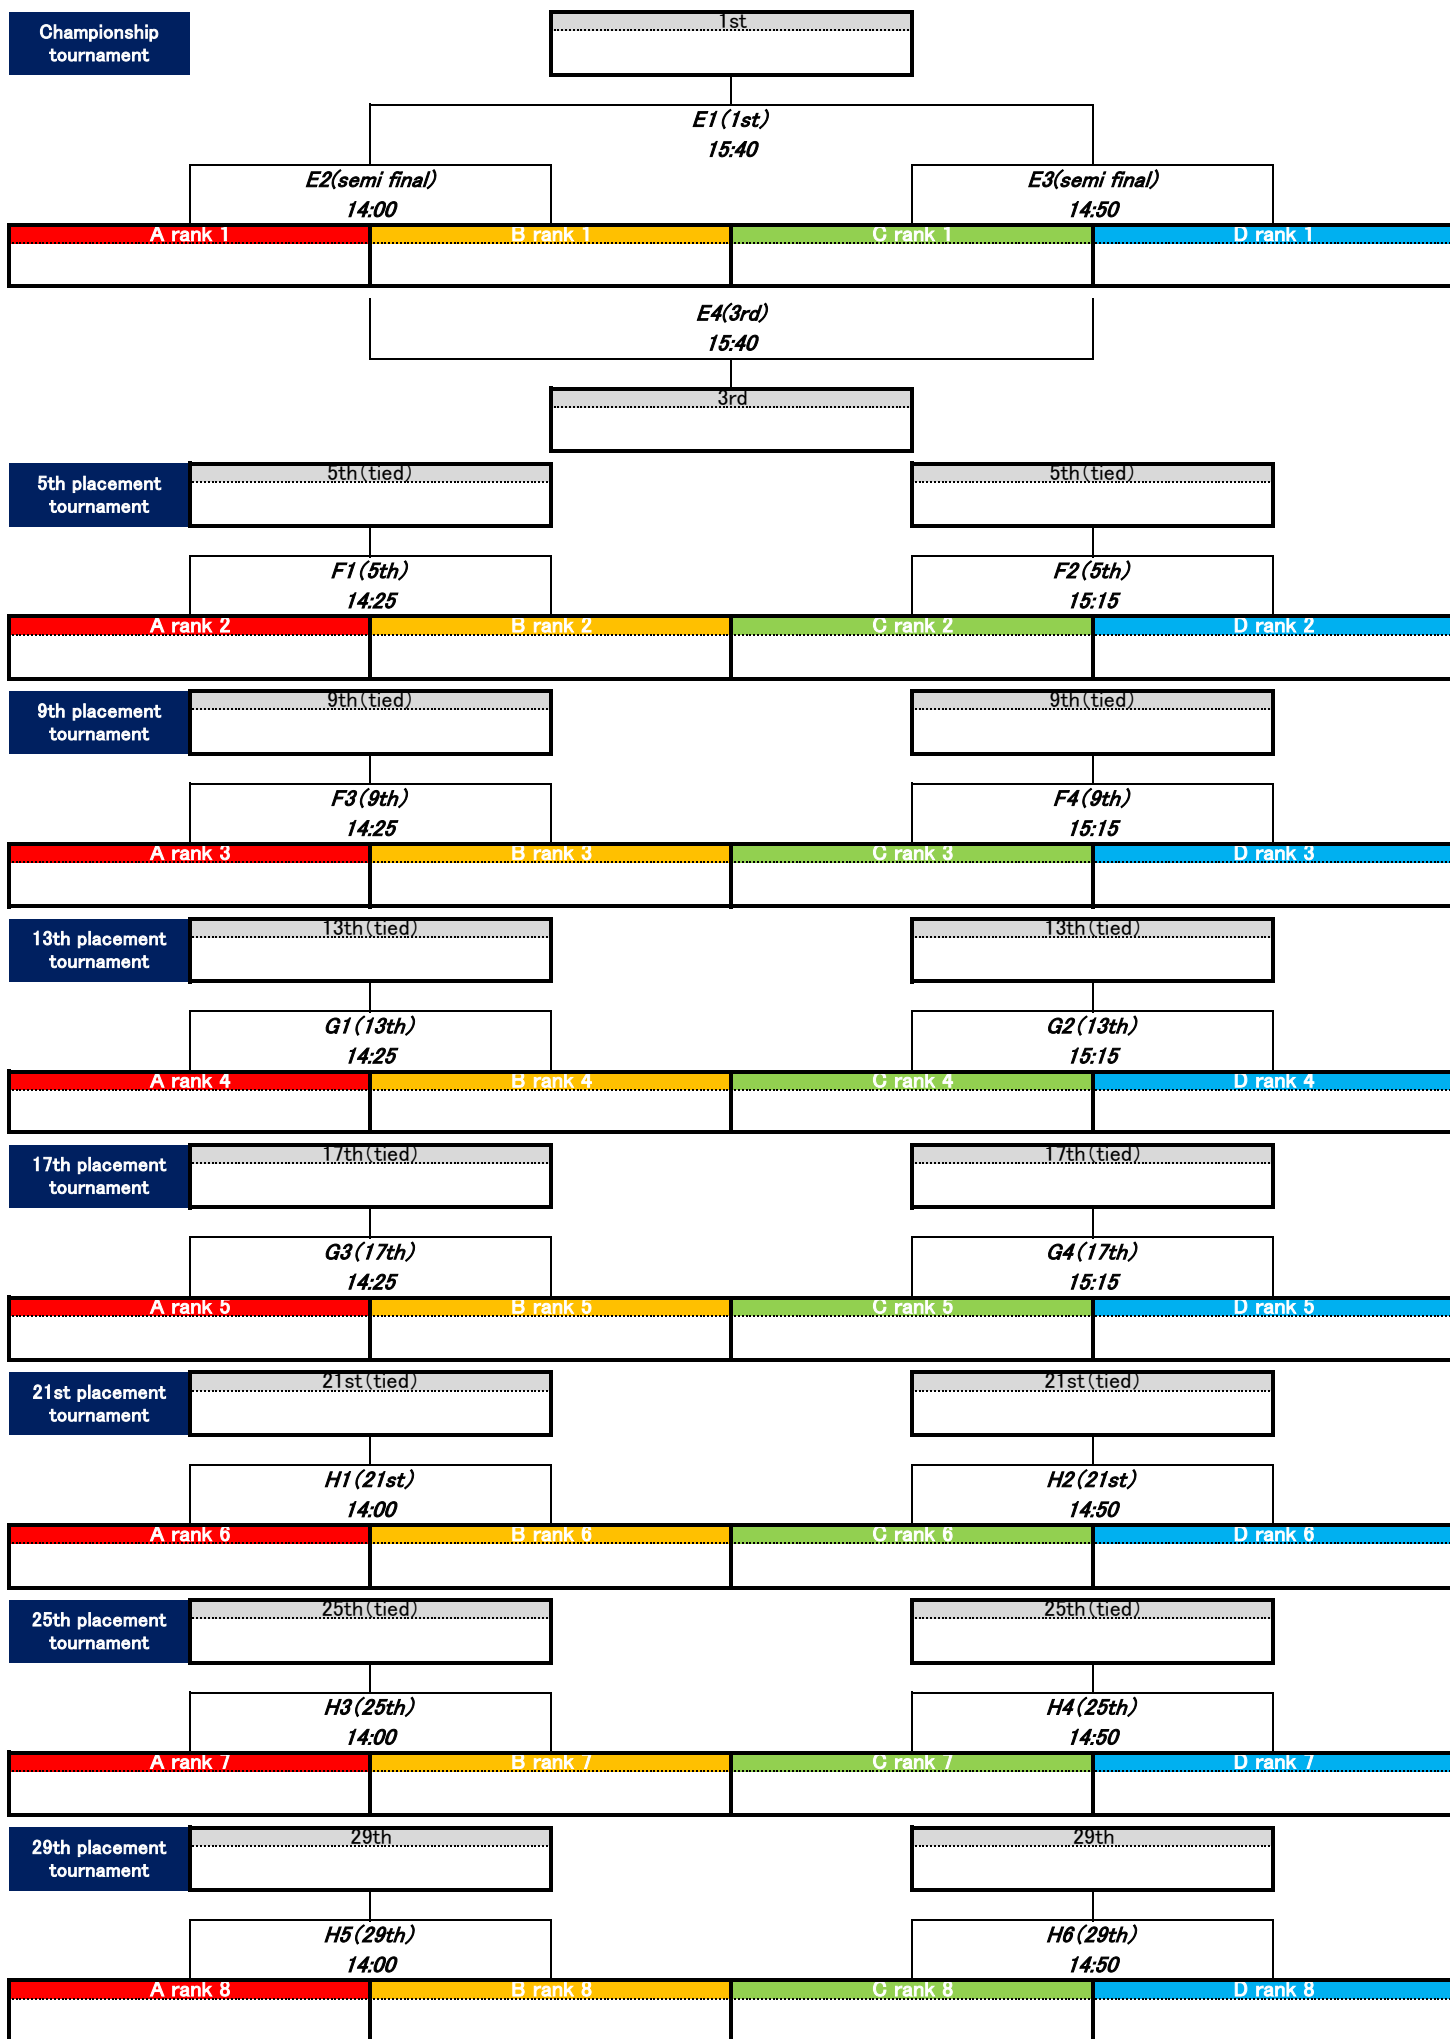 Championship
tournament
1st
E1(1st)
15:40
E2(semi final)
14:00
E3(semi final)
14:50
A rank 1
B rank 1
C rank 1
D rank 1
E4(3rd)
15:40
3rd
5th placement
tournament
5th(tied)
5th(tied)
F1(5th)
14:25
F2(5th)
15:15
A rank 2
B rank 2
C rank 2
D rank 2
9th placement
tournament
9th(tied)
9th(tied)
F3(9th)
14:25
F4(9th)
15:15
A rank 3
B rank 3
C rank 3
D rank 3
13th placement
tournament
13th(tied)
13th(tied)
G1(13th)
14:25
G2(13th)
15:15
A rank 4
B rank 4
C rank 4
D rank 4
17th placement
tournament
17th(tied)
17th(tied)
G3(17th)
14:25
G4(17th)
15:15
A rank 5
B rank 5
C rank 5
D rank 5
21st placement
tournament
21st(tied)
21st(tied)
H1(21st)
14:00
H2(21st)
14:50
A rank 6
B rank 6
C rank 6
D rank 6
25th placement
tournament
25th(tied)
25th(tied)
H3(25th)
14:00
H4(25th)
14:50
A rank 7
B rank 7
C rank 7
D rank 7
29th placement
tournament
29th
29th
H5(29th)
14:00
H6(29th)
14:50
A rank 8
B rank 8
C rank 8
D rank 8